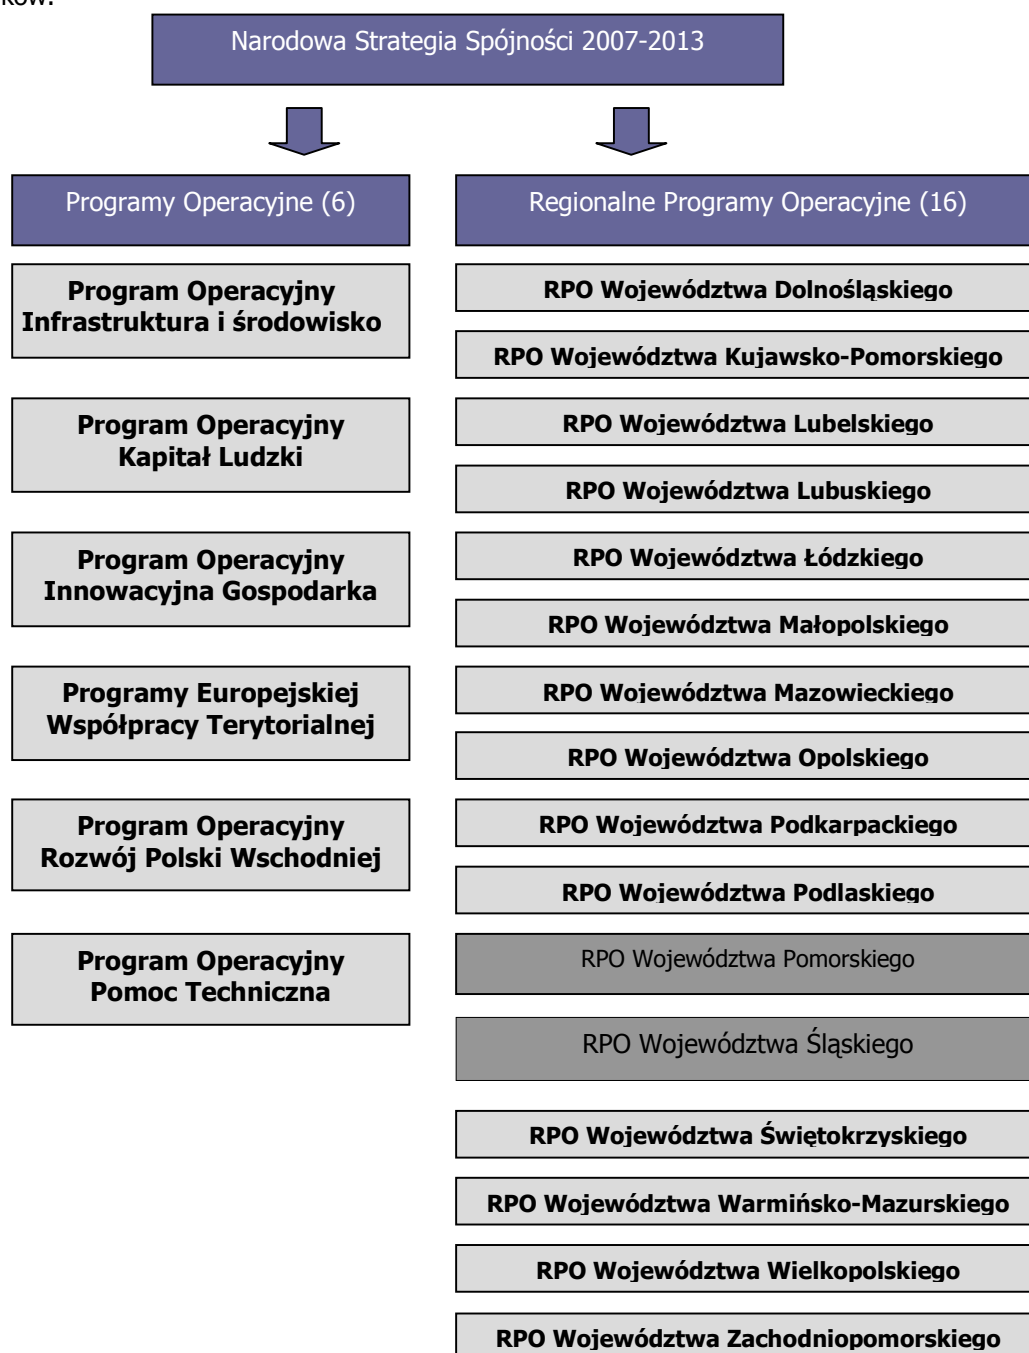 ków.
Narodowa Strategia Spójności 2007-2013
Programy Operacyjne (6)
Program Operacyjny
Infrastruktura i środowisko
Program Operacyjny
Kapitał Ludzki
Program Operacyjny
Innowacyjna Gospodarka
Programy Europejskiej
Współpracy Terytorialnej
Program Operacyjny
Rozwój Polski Wschodniej
Program Operacyjny
Pomoc Techniczna
Regionalne Programy Operacyjne (16)
RPO Województwa Dolnośląskiego
RPO Województwa Kujawsko-Pomorskiego
RPO Województwa Lubelskiego
RPO Województwa Lubuskiego
RPO Województwa Łódzkiego
RPO Województwa Małopolskiego
RPO Województwa Mazowieckiego
RPO Województwa Opolskiego
RPO Województwa Podkarpackiego
RPO Województwa Podlaskiego
RPO Województwa Pomorskiego
RPO Województwa Śląskiego
RPO Województwa Świętokrzyskiego
RPO Województwa Warmińsko-Mazurskiego
RPO Województwa Wielkopolskiego
RPO Województwa Zachodniopomorskiego